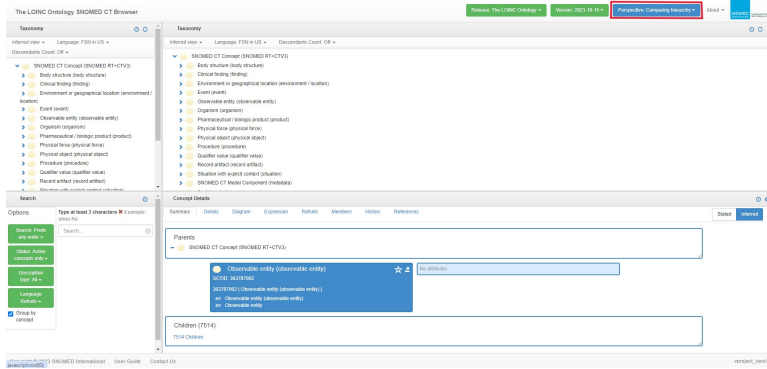 The LOINC Ontology SNOMED CT Browser
Release: The LOINC Ontology
Version: 2023-10-15
Perspective: Comparing hierarchy
About
SNOMED
Taxonomy
Inferred view
Language: FSN in US
Descendants Count: Off
SNOMED CT Concept (SNOMED RT+CTV3)
Body structure (body structure)
Clinical finding (finding)
Environment or geographical location (environment /
location)
Event (event)
Observable entity (observable entity)
Organism (organism)
Pharmaceutical / biologic product (product)
Physical force (physical force)
Physical object (physical object)
Procedure (procedure)
Qualifier value (qualifier value)
Record artifact (record artifact)
Situation with explicit context (situation)
Taxonomy
Inferred view
Language: FSN in US
Descendants Count: Off
SNOMED CT Concept (SNOMED RT+CTV3)
Body structure (body structure)
Clinical finding (finding)
Environment or geographical location (environment / location)
Event (event)
Observable entity (observable entity)
Organism (organism)
Pharmaceutical / biologic product (product)
Physical force (physical force)
Physical object (physical object)
Procedure (procedure)
Qualifier value (qualifier value)
Record artifact (record artifact)
Situation with explicit context (situation)
SNOMED CT Model Component (metadata)
Search
Options
Type at least 3 characters ✖ Example:
shou fra
Search: Prefix
any order
Search...
Status: Active
concepts only
Description
type: All
Language
Refsets
Group by
concept
Concept Details
Summary
Details
Diagram
Expression
Refsets
Members
History
References
Stated
Inferred
Parents
SNOMED CT Concept (SNOMED RT+CTV3)
Observable entity (observable entity)
SCTID: 363787002
363787002 | Observable entity (observable entity) |
en Observable entity (observable entity)
en Observable entity
No attributes
Children (7514)
7514 Children
2023 SNOMED International
User Guide
Contact Us
javascript:void(0);